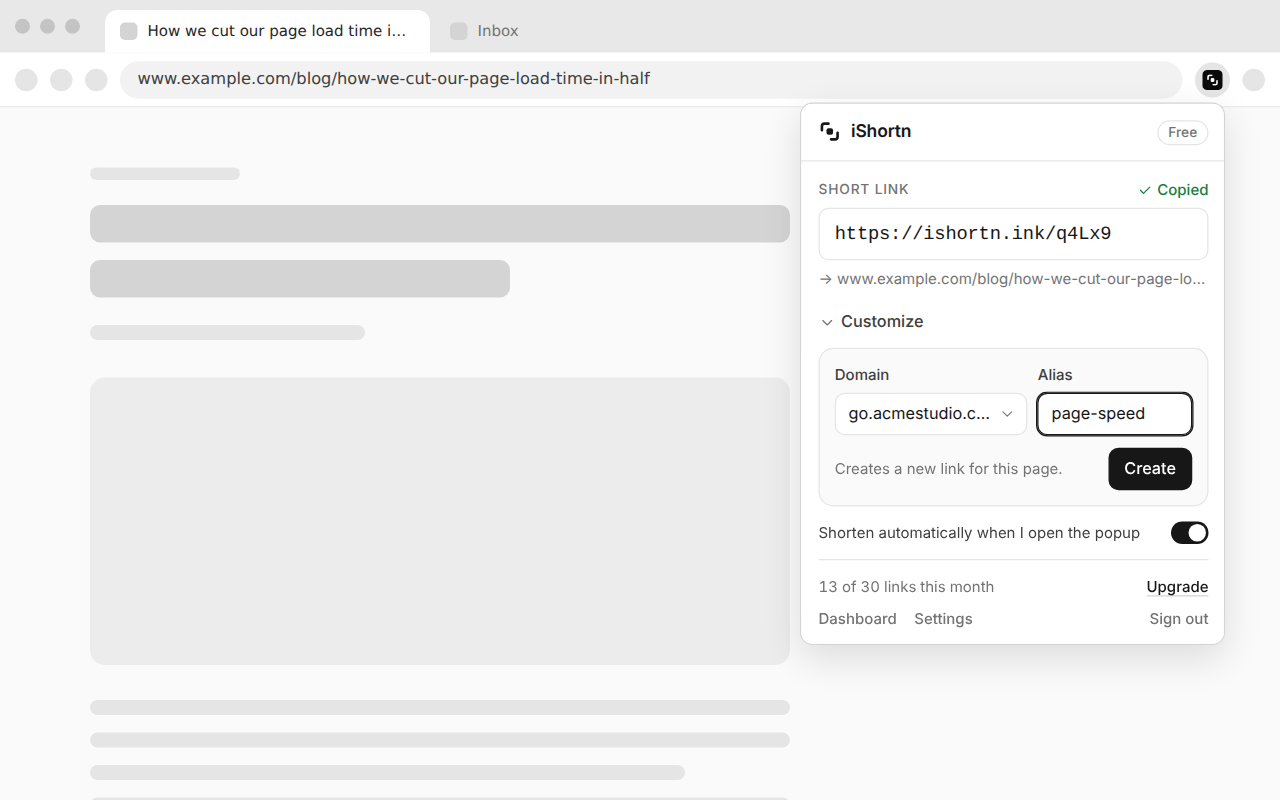 How we cut our page load time i...
Inbox
www.example.com/blog/how-we-cut-our-page-load-time-in-half
iShortn
Free
SHORT LINK
Copied
https://ishortn.ink/q4Lx9
→ www.example.com/blog/how-we-cut-our-page-lo...
Customize
Domain
Alias
go.acmestudio.c...
page-speed
Creates a new link for this page.
Create
Shorten automatically when I open the popup
13 of 30 links this month
Upgrade
Dashboard
Settings
Sign out